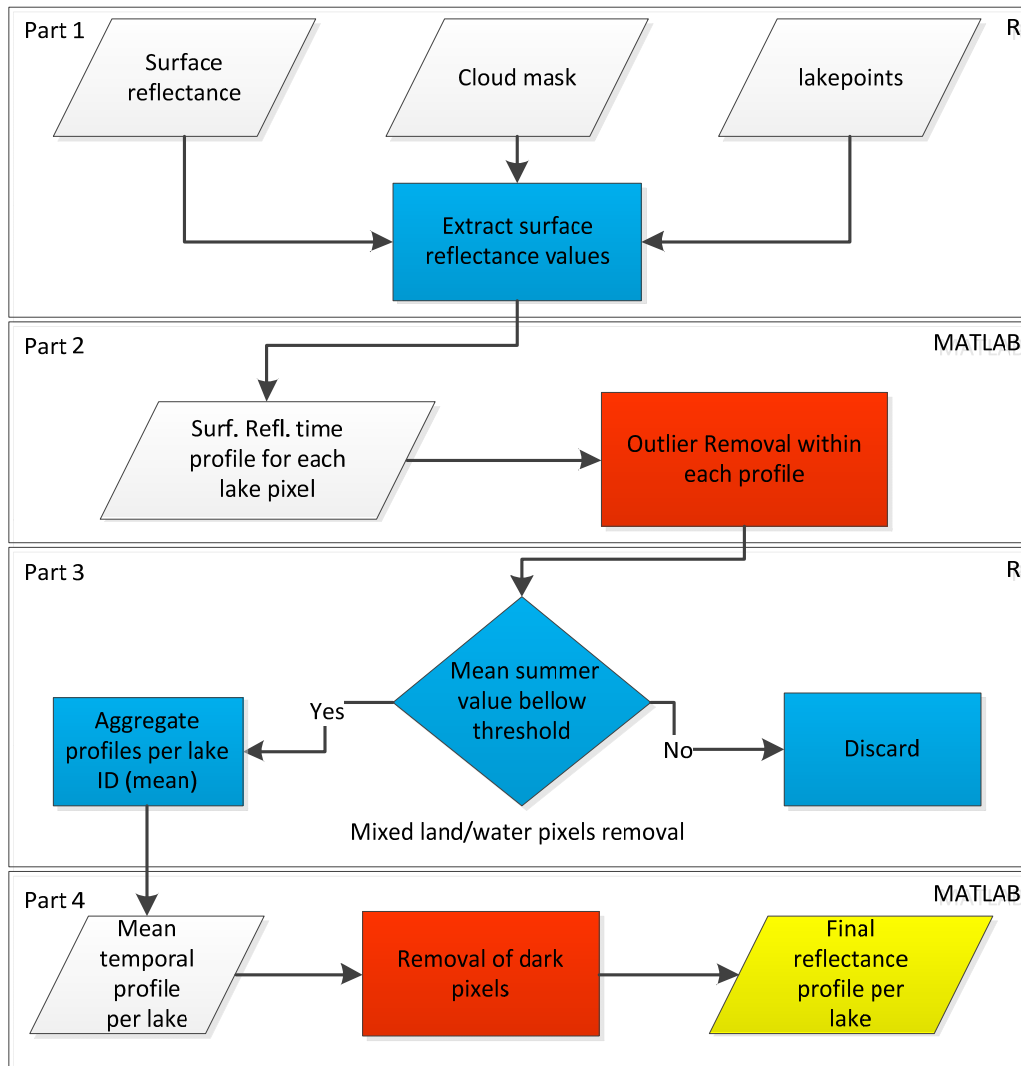 Part 1
R
Surface
reflectance
Cloud mask
lakepoints
Extract surface
reflectance values
Part 2
MATLAB
Surf. Refl. time
profile for each
lake pixel
Outlier Removal within
each profile
Part 3
R
Mean summer
value bellow
threshold
Yes
No
Aggregate
profiles per lake
ID (mean)
Discard
Mixed land/water pixels removal
Part 4
MATLAB
Mean
temporal
profile
per lake
Removal of dark
pixels
Final
reflectance
profile per
lake